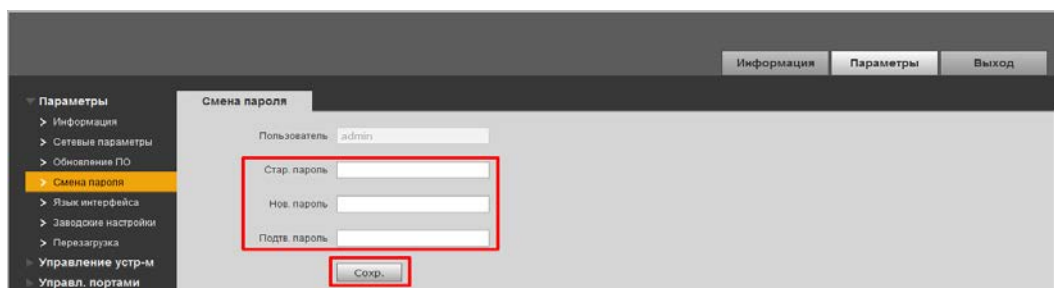 Информация Параметры Выход
Параметры
Информация
Сетевые параметры
Обновление ПО
Смена пароля
Язык интерфейса
Заводские настройки
Перезагрузка
Управление устр-м
Управл. портами
Смена пароля
Пользователь admin
Стар. пароль
Нов. пароль
Подтв. пароль
Сохр.